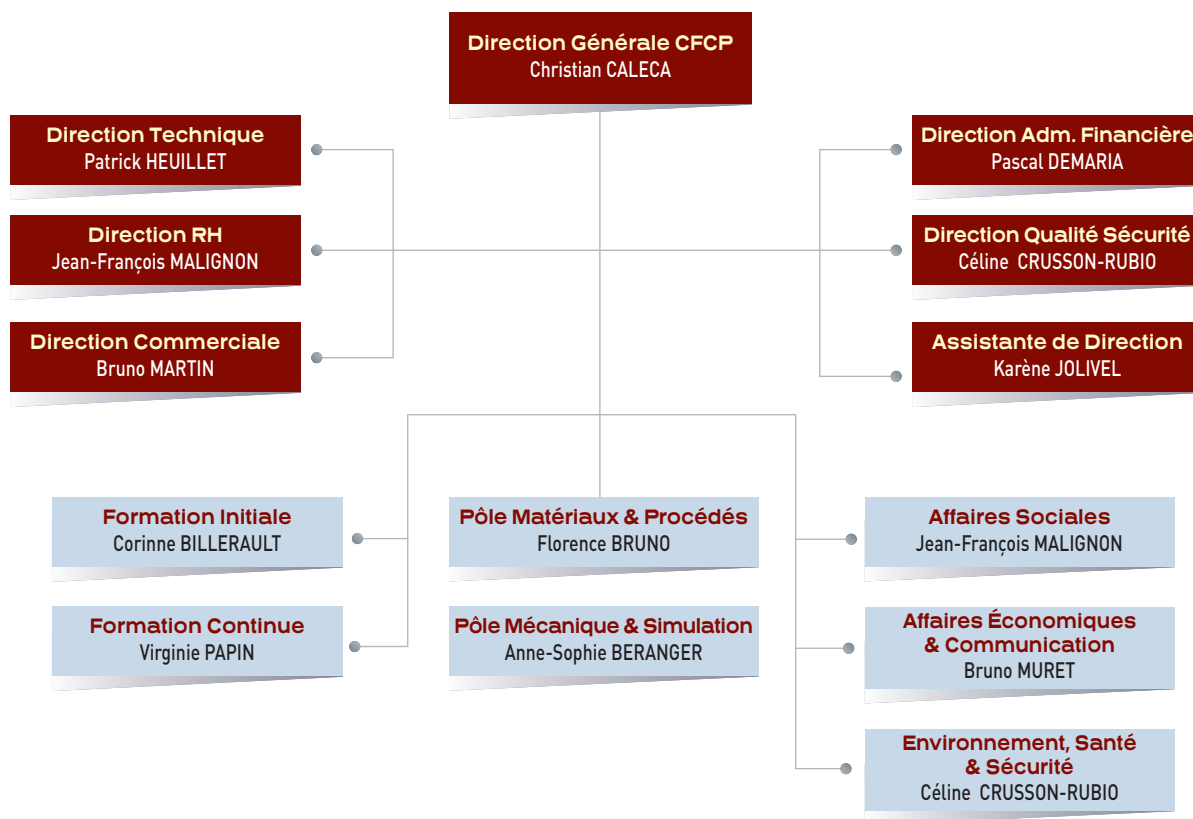 Direction Générale CFCP
Christian CALECA
Direction Technique
Patrick HEUILLET
Direction Adm. Financière
Pascal DEMARIA
Direction RH
Jean-François MALIGNON
Direction Qualité Sécurité
Céline CRUSSON-RUBIO
Direction Commerciale
Bruno MARTIN
Assistante de Direction
Karène JOLIVEL
Formation Initiale
Corinne BILLERAULT
Pôle Matériaux & Procédés
Florence BRUNO
Affaires Sociales
Jean-François MALIGNON
Formation Continue
Virginie PAPIN
Pôle Mécanique & Simulation
Anne-Sophie BERANGER
Affaires Économiques
& Communication
Bruno MURET
Environnement, Santé
& Sécurité
Céline CRUSSON-RUBIO